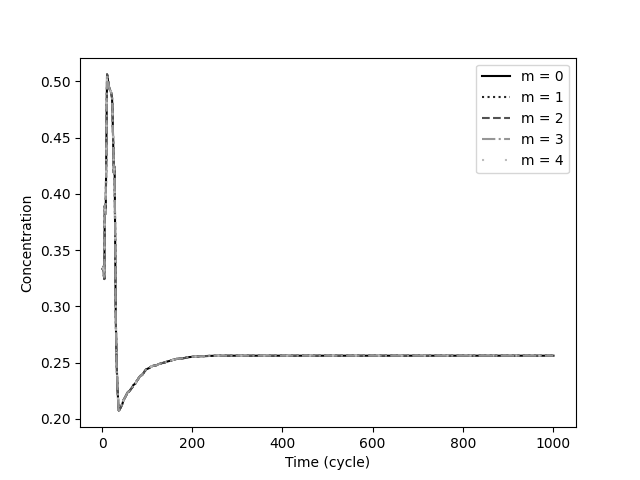 0.50
0.45
0.40
0.35
0.30
0.25
0.20
Concentration
0
200
400
600
800
1000
Time (cycle)
m = 0
m = 1
m = 2
m = 3
m = 4